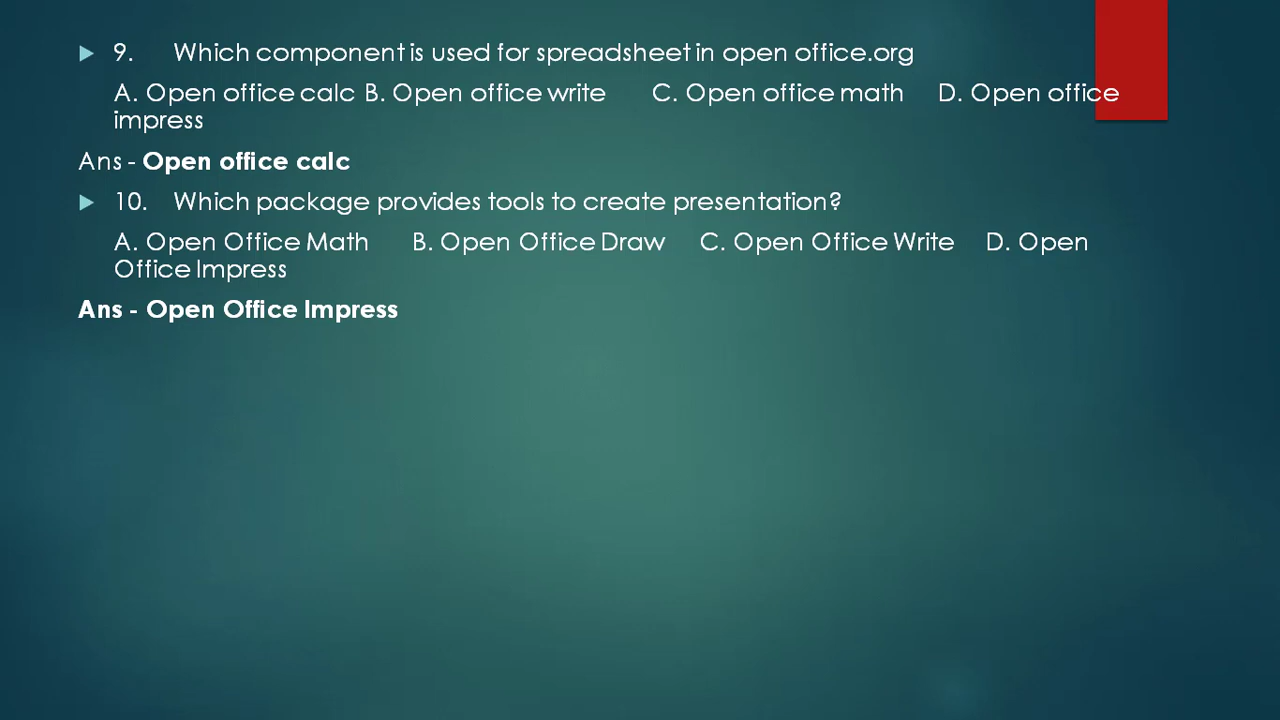 9. Which component is used for spreadsheet in open office.org
A. Open office calc B. Open office write C. Open office math D. Open office
impress
Ans - Open office calc
10. Which package provides tools to create presentation?
A. Open Office Math B. Open Office Draw C. Open Office Write D. Open
Office Impress
Ans - Open Office Impress